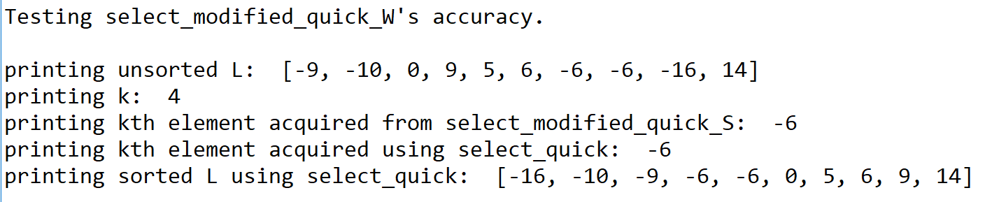 Testing select_modified_quick_W's accuracy.
printing unsorted L:  [-9, -10, 0, 9, 5, 6, -6, -6, -16, 14]
printing k:  4
printing kth element acquired from select_modified_quick_S:  -6
printing kth element acquired using select_quick:  -6
printing sorted L using select_quick:  [-16, -10, -9, -6, -6, 0, 5, 6, 9, 14]